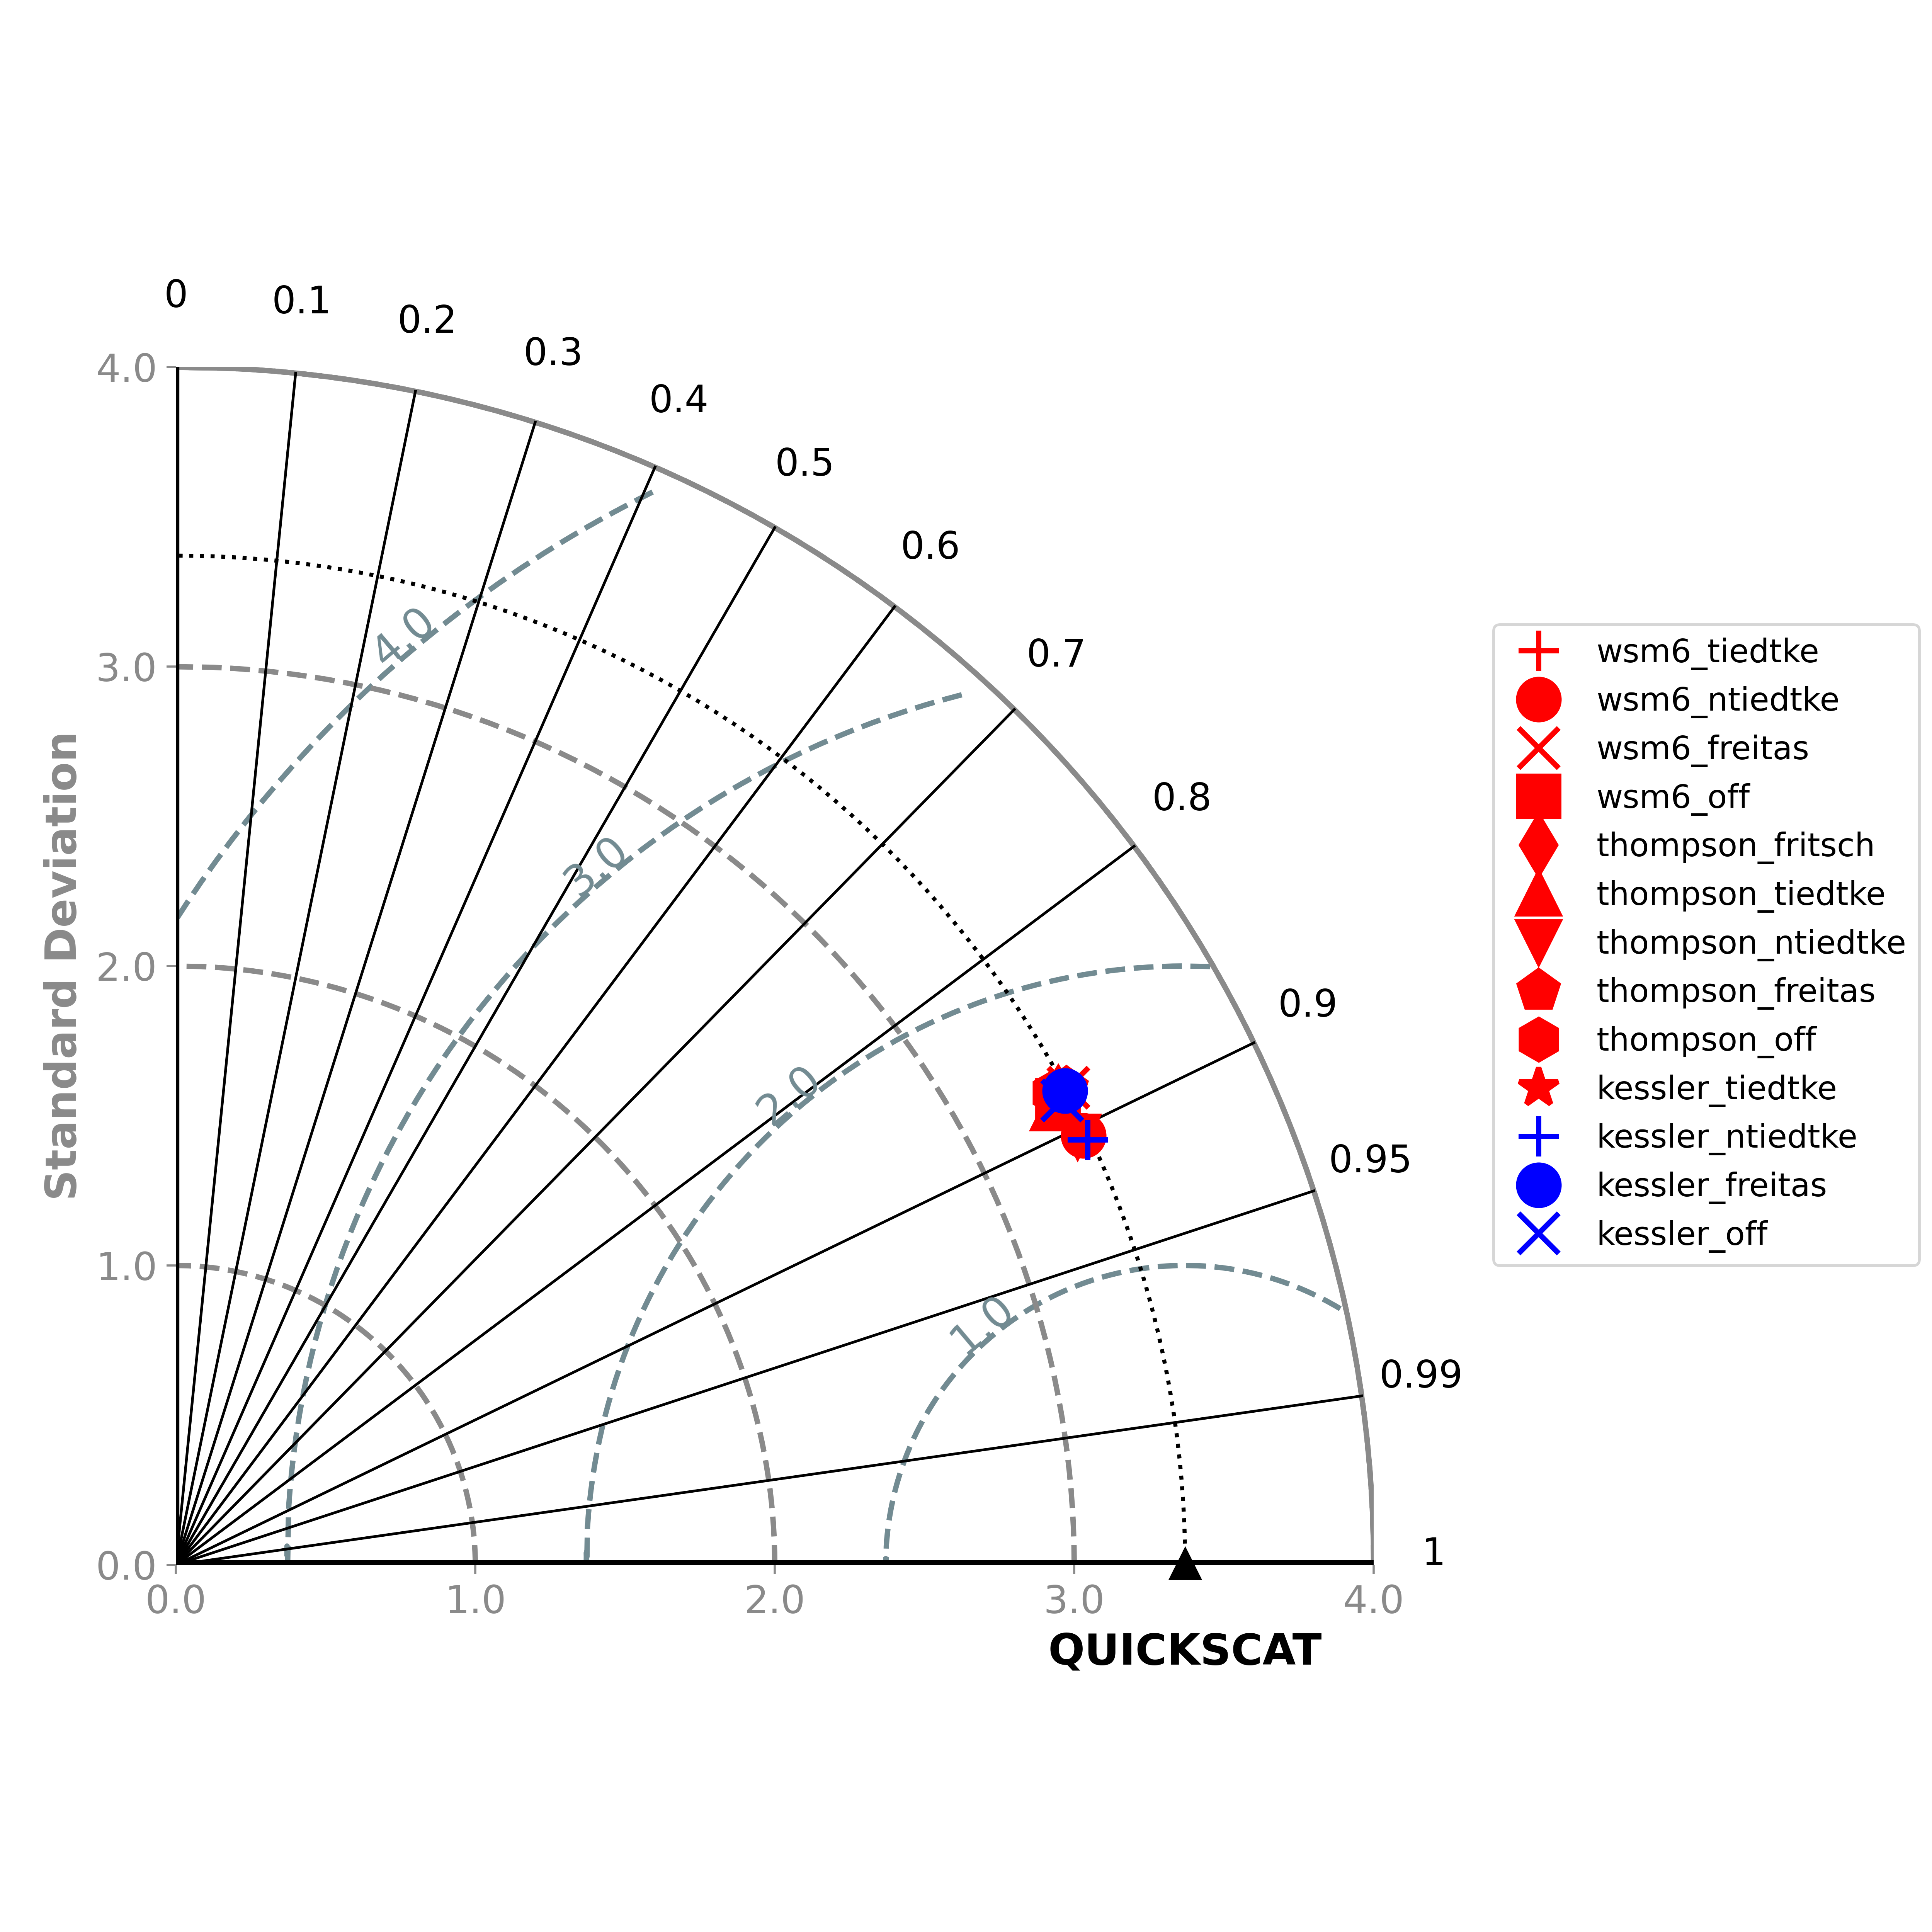 0
0.1
0.2
0.3
0.4
0.5
0.6
0.7
0.8
0.9
0.95
0.99
1
4.0
3.0
2.0
1.0
0.0
Standard Deviation
4.0
3.0
2.0
1.0
0.0
1.0
2.0
3.0
4.0
QUICKSCAT
wsm6_tiedtke
wsm6_ntiedtke
wsm6_freitas
wsm6_off
thompson_fritsch
thompson_tiedtke
thompson_ntiedtke
thompson_freitas
thompson_off
kessler_tiedtke
kessler_ntiedtke
kessler_freitas
kessler_off